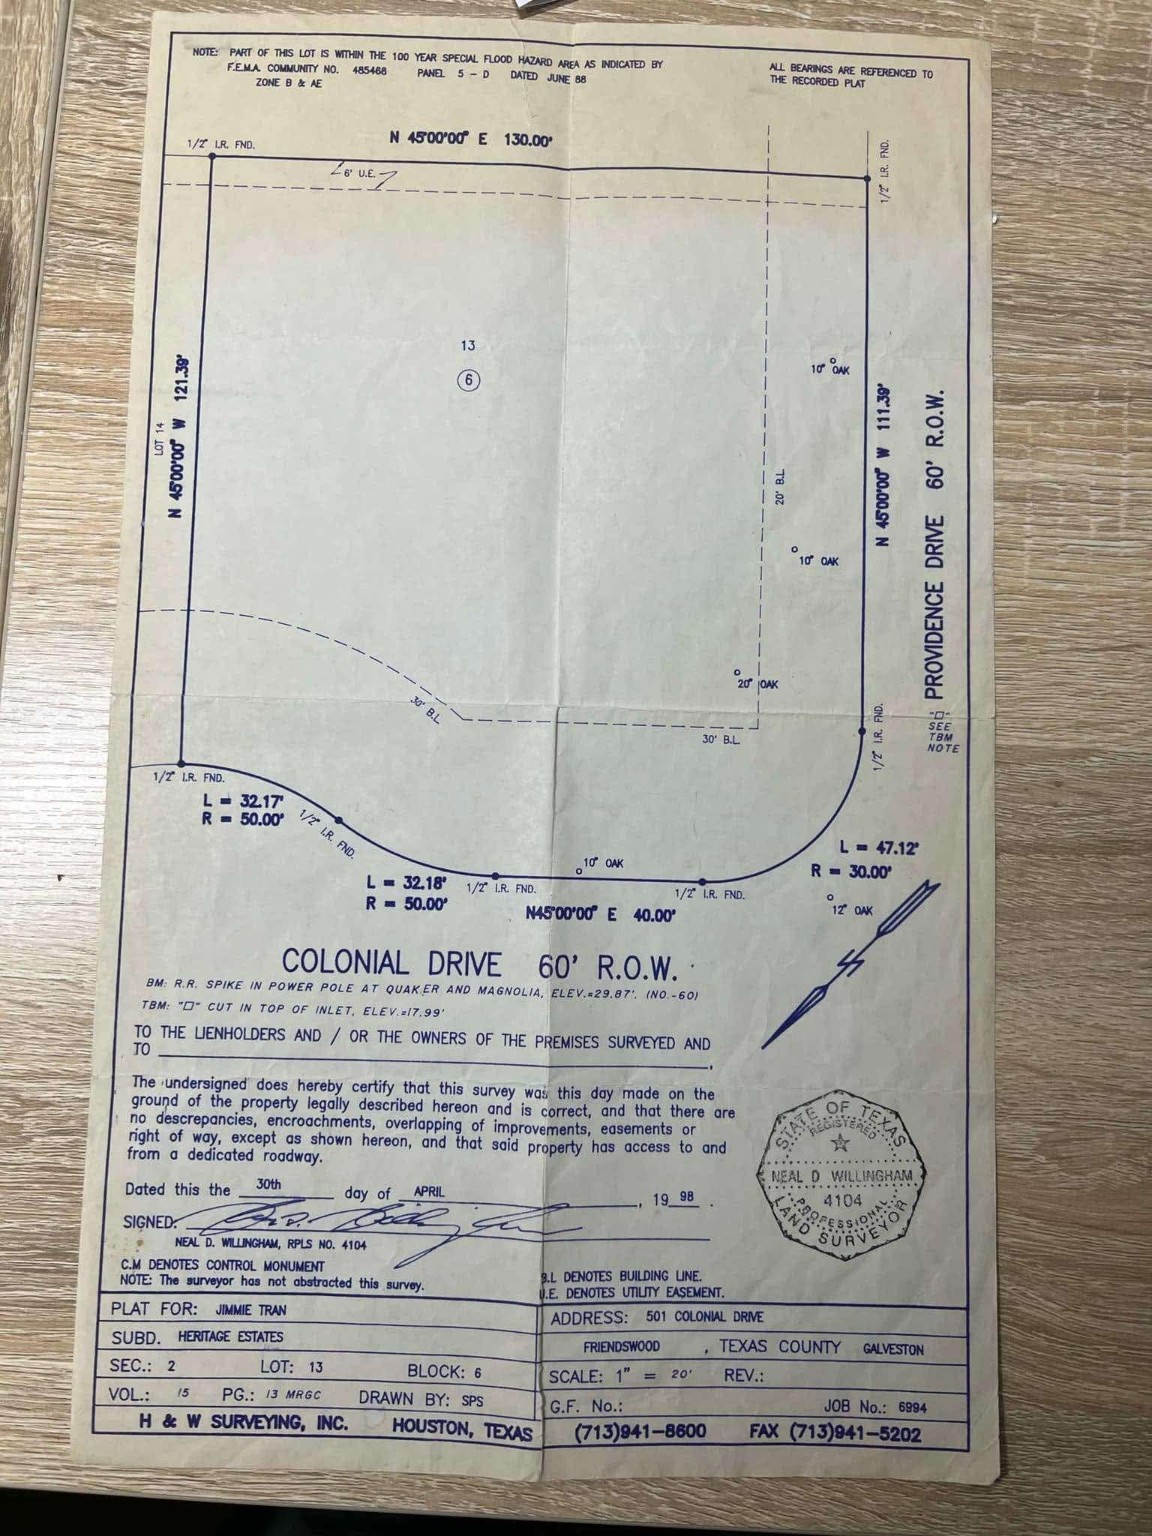 NOTE: PART OF THIS LOT IS WITHIN THE 100 YEAR SPECIAL FLOOD HAZARD AREA AS INDICATED BY
F.E.M.A. COMMUNITY NO. 485468 PANEL 5 - D DATED JUNE 88
ZONE B & AE
ALL BEARINGS ARE REFERENCED TO
THE RECORDED PLAT
N 45°00'00" E 130.00'
1/2" I.R. FND.
1/2" I.R. FND.
6' U.E.
13
6
10" OAK
LOT 14
N 45°00'00" W 121.39'
20' B.L.
N 45°00'00" W 111.39'
PROVIDENCE DRIVE 60' R.O.W.
10" OAK
20" OAK
30' B.L.
30' B.L.
"□"
SEE
TBM
NOTE
1/2" I.R. FND.
1/2" I.R. FND.
L = 32.17'
R = 50.00'
1/2" I.R. FND.
L = 47.12'
R = 30.00'
10" OAK
L = 32.18'
R = 50.00'
1/2" I.R. FND.
1/2" I.R. FND.
N45°00'00" E 40.00'
12" OAK
COLONIAL DRIVE 60' R.O.W.
BM: R.R. SPIKE IN POWER POLE AT QUAKER AND MAGNOLIA, ELEV.=29.87'. (NO.-60)
TBM: "□" CUT IN TOP OF INLET, ELEV.=17.99'
TO THE LIENHOLDERS AND / OR THE OWNERS OF THE PREMISES SURVEYED AND
TO
The undersigned does hereby certify that this survey was this day made on the
ground of the property legally described hereon and is correct, and that there are
no descrepancies, encroachments, overlapping of improvements, easements or
right of way, except as shown hereon, and that said property has access to and
from a dedicated roadway.
Dated this the 30th day of APRIL, 19 98.
SIGNED:
NEAL D. WILLINGHAM, RPLS NO. 4104
STATE OF TEXAS
REGISTERED
NEAL D WILLINGHAM
4104
PROFESSIONAL
LAND SURVEYOR
C.M DENOTES CONTROL MONUMENT
NOTE: The surveyor has not abstracted this survey.
B.L DENOTES BUILDING LINE.
U.E. DENOTES UTILITY EASEMENT.
PLAT FOR: JIMMIE TRAN
ADDRESS: 501 COLONIAL DRIVE
SUBD. HERITAGE ESTATES
FRIENDSWOOD , TEXAS COUNTY GALVESTON
SEC.: 2 LOT: 13 BLOCK: 6
SCALE: 1" = 20' REV.:
VOL.: 15 PG.: 13 MRGC DRAWN BY: SPS
G.F. No.: JOB No.: 6994
H & W SURVEYING, INC. HOUSTON, TEXAS
(713)941-8600 FAX (713)941-5202